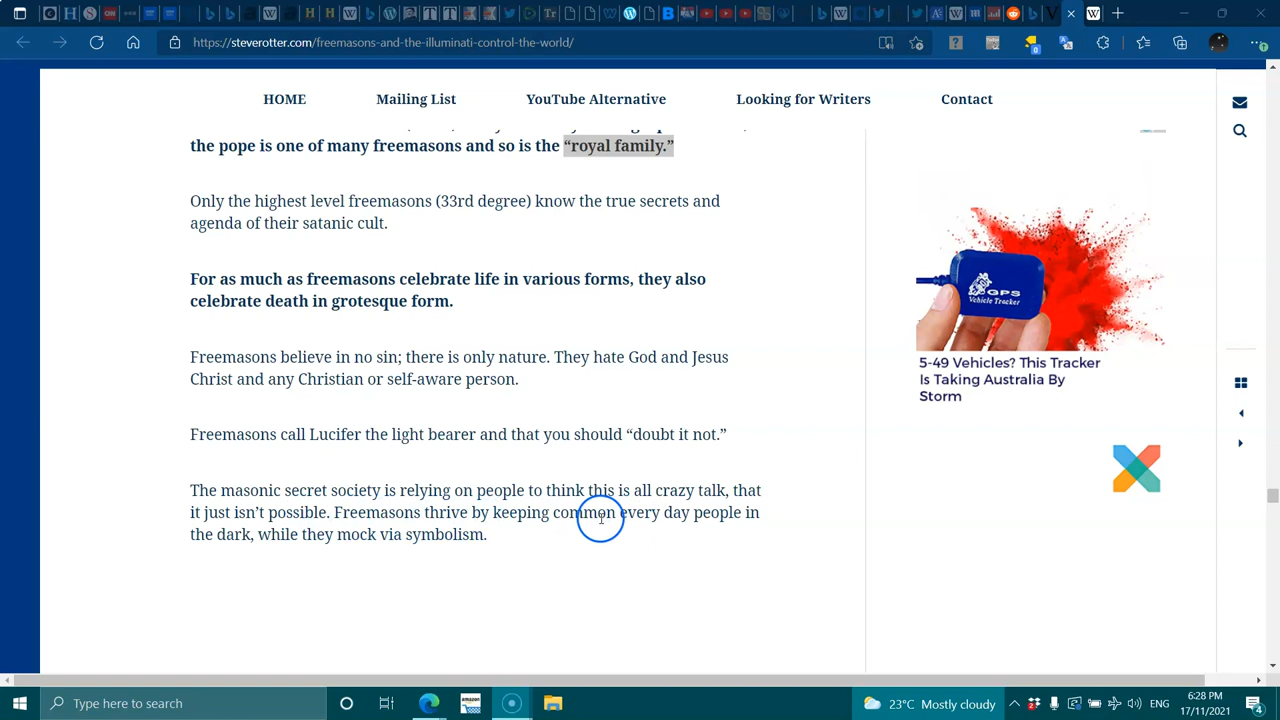 https://steverotter.com/freemasons-and-the-illuminati-control-the-world/
HOME Mailing List YouTube Alternative Looking for Writers Contact
the pope is one of many freemasons and so is the “royal family.”
Only the highest level freemasons (33rd degree) know the true secrets and
agenda of their satanic cult.
For as much as freemasons celebrate life in various forms, they also
celebrate death in grotesque form.
Freemasons believe in no sin; there is only nature. They hate God and Jesus
Christ and any Christian or self-aware person.
Freemasons call Lucifer the light bearer and that you should “doubt it not.”
The masonic secret society is relying on people to think this is all crazy talk, that
it just isn’t possible. Freemasons thrive by keeping common every day people in
the dark, while they mock via symbolism.
GPS
Vehicle Tracker
5-49 Vehicles? This Tracker
Is Taking Australia By
Storm
Type here to search
amazon
23°C Mostly cloudy
ENG
6:28 PM
17/11/2021
4